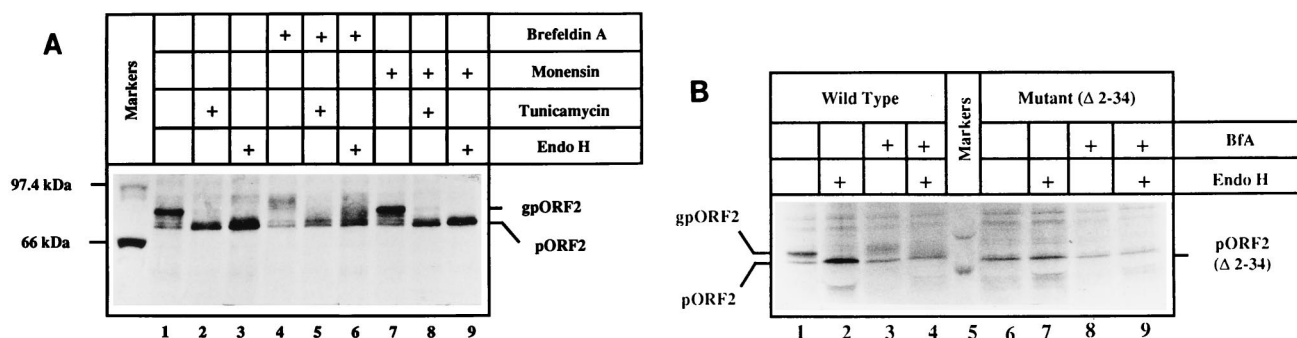 A
Markers
+ + + Brefeldin A
+ + + Monensin
+ + + Tunicamycin
+ + + Endo H
97.4 kDa
66 kDa
gpORF2
pORF2
1 2 3 4 5 6 7 8 9
B
Wild Type
Markers
Mutant (Δ 2-34)
+ + + + BfA
+ + + + Endo H
gpORF2
pORF2
pORF2
(Δ 2-34)
1 2 3 4 5 6 7 8 9